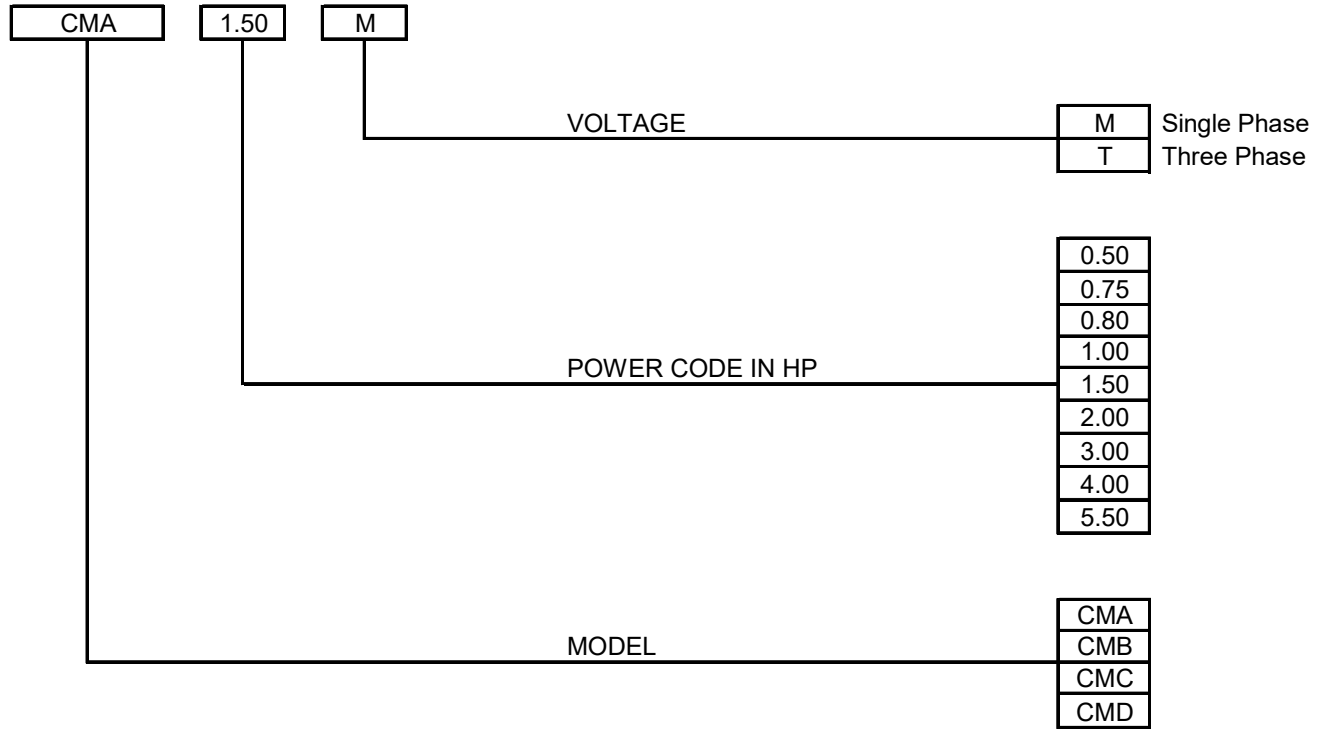 CMA 1.50 M
VOLTAGE M Single Phase
T Three Phase
0.50
0.75
0.80
1.00
POWER CODE IN HP
1.50
2.00
3.00
4.00
5.50
CMA
MODEL CMB
CMC
CMD